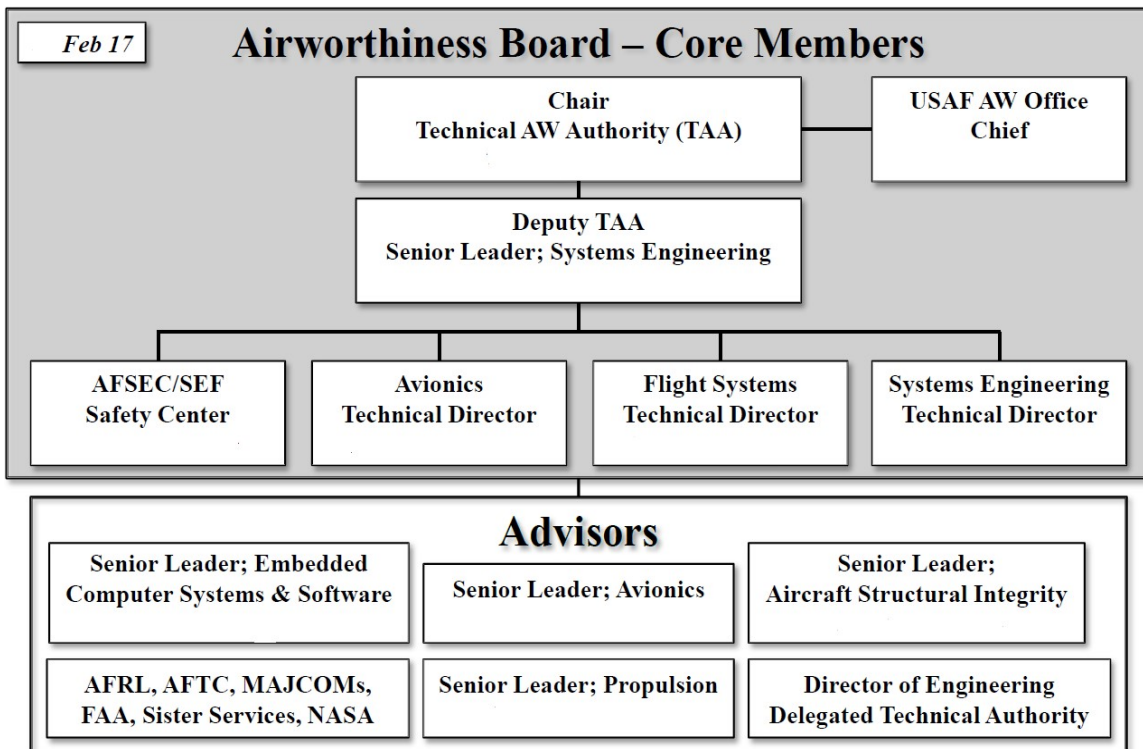 Feb 17
Airworthiness Board – Core Members
Chair
Technical AW Authority (TAA)
USAF AW Office
Chief
Deputy TAA
Senior Leader; Systems Engineering
AFSEC/SEF
Safety Center
Avionics
Technical Director
Flight Systems
Technical Director
Systems Engineering
Technical Director
Advisors
Senior Leader; Embedded
Computer Systems & Software
Senior Leader; Avionics
Senior Leader;
Aircraft Structural Integrity
AFRL, AFTC, MAJCOMs,
FAA, Sister Services, NASA
Senior Leader; Propulsion
Director of Engineering
Delegated Technical Authority